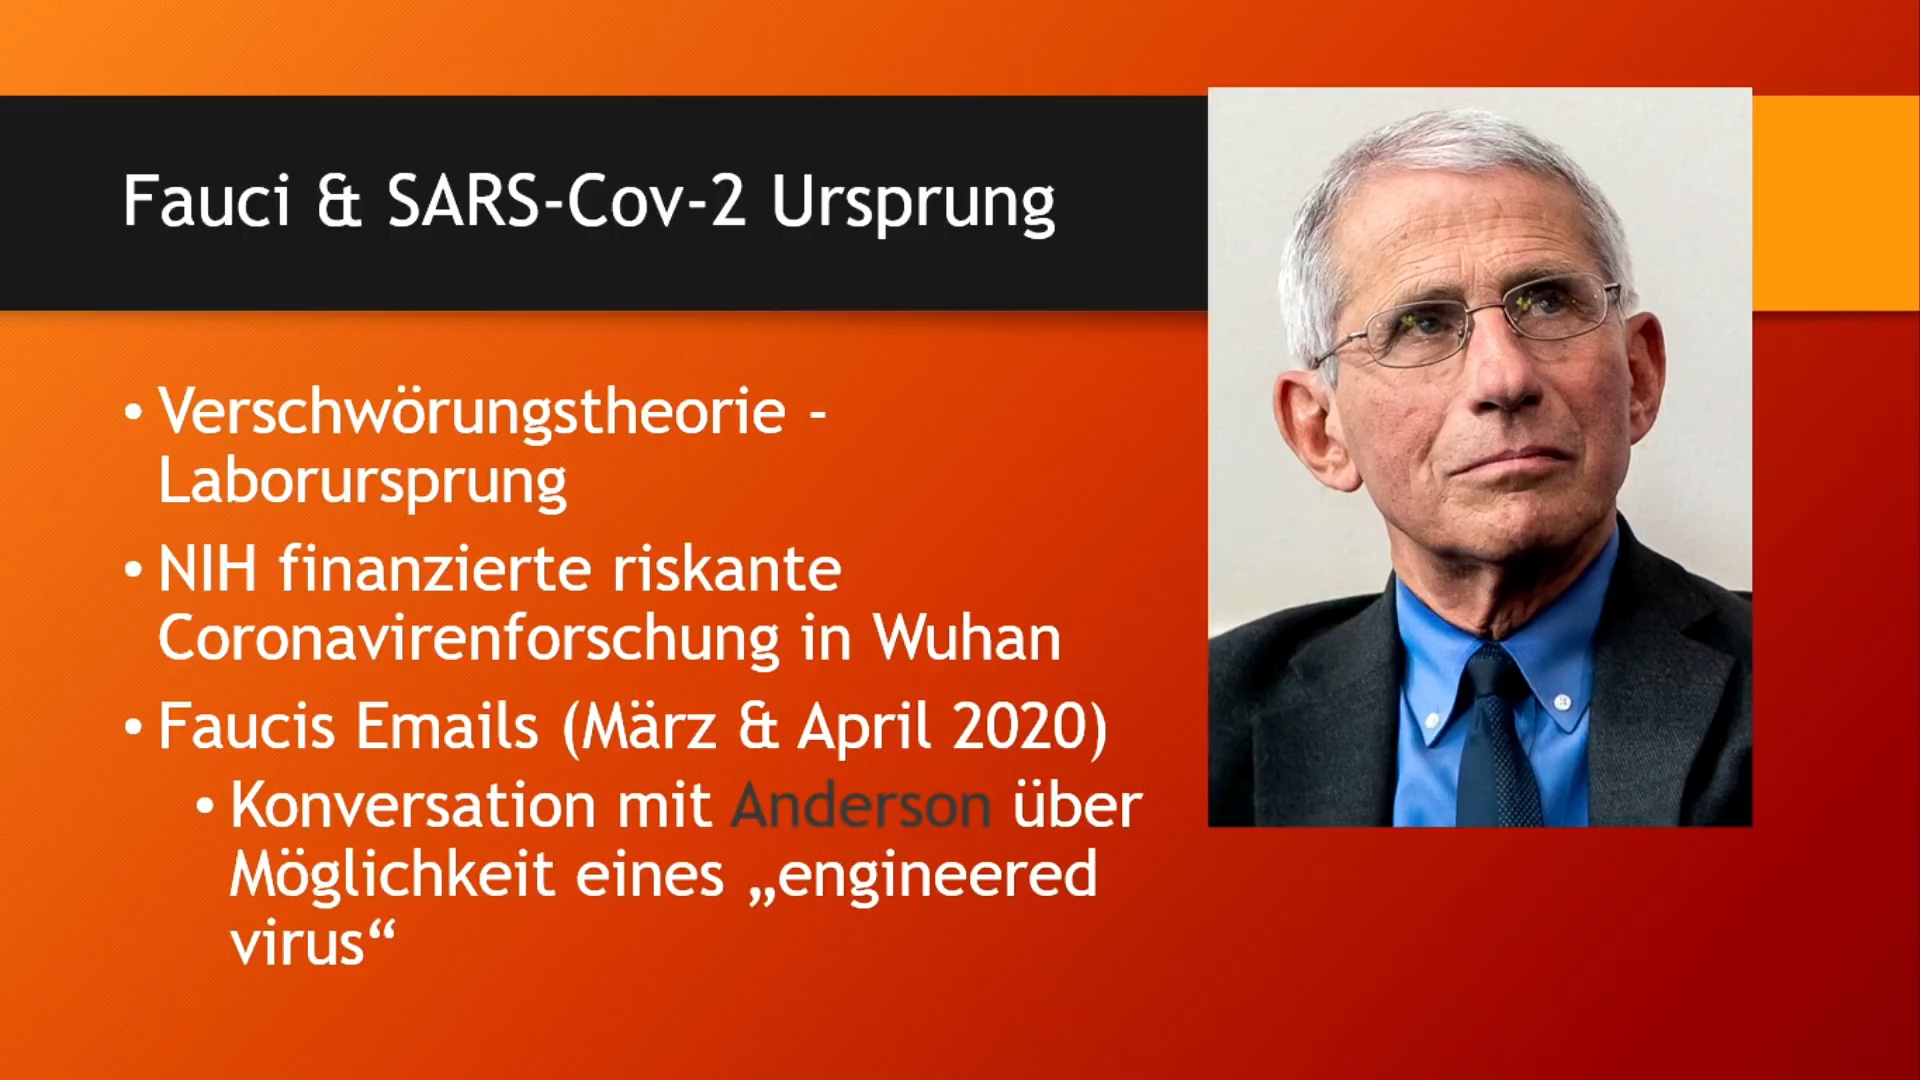 Fauci & SARS-Cov-2 Ursprung
• Verschwörungstheorie -
Laborursprung
• NIH finanzierte riskante
Coronavirenforschung in Wuhan
• Faucis Emails (März & April 2020)
• Konversation mit Anderson über
Möglichkeit eines „engineered
virus“